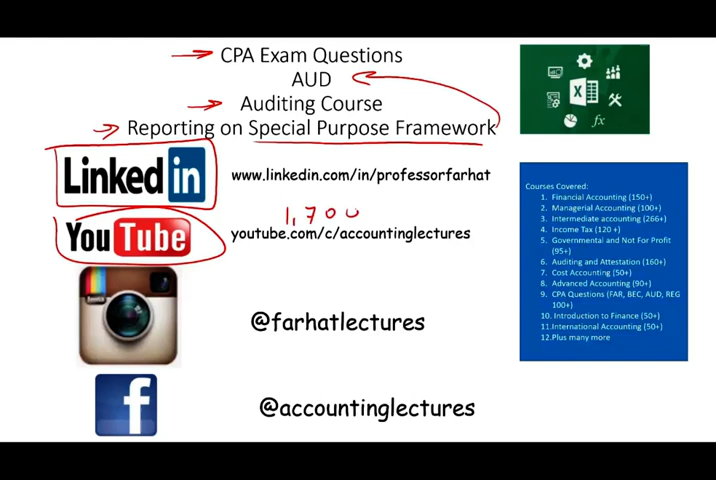 CPA Exam Questions
AUD
Auditing Course
Reporting on Special Purpose Framework
Linked in
www.linkedin.com/in/professorfarhat
1,700
You Tube
youtube.com/c/accountinglectures
@farhatlectures
f
@accountinglectures
X
fx
Courses Covered:
1. Financial Accounting (150+)
2. Managerial Accounting (100+)
3. Intermediate accounting (266+)
4. Income Tax (120 +)
5. Governmental and Not For Profit
(95+)
6. Auditing and Attestation (160+)
7. Cost Accounting (50+)
8. Advanced Accounting (90+)
9. CPA Questions (FAR, BEC, AUD, REG
100+)
10. Introduction to Finance (50+)
11.International Accounting (50+)
12.Plus many more